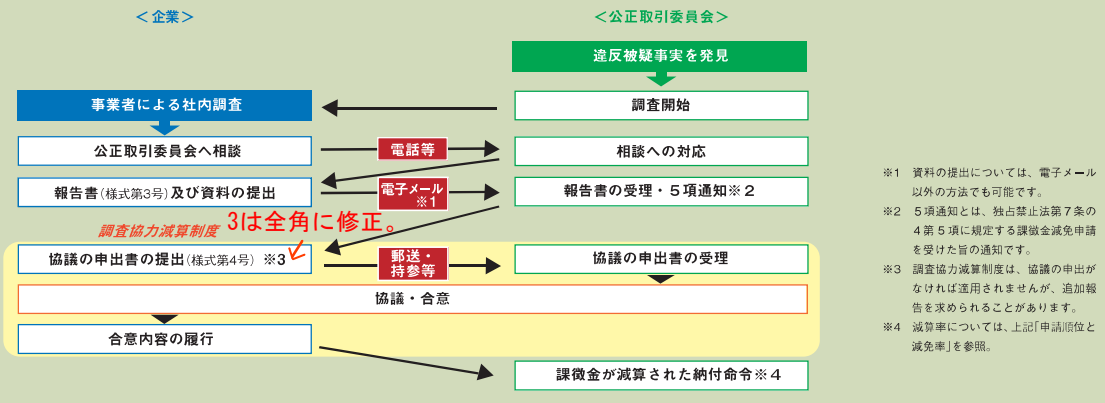 ＜企業＞
＜公正取引委員会＞
違反被疑事実を発見
事業者による社内調査
調査開始
公正取引委員会へ相談
電話等
相談への対応
報告書（様式第3号）及び資料の提出
電子メール
※1
報告書の受理・５項通知※２
調査協力減算制度
3は全角に修正。
協議の申出書の提出（様式第4号）　※3
郵送・
持参等
協議の申出書の受理
協議・合意
合意内容の履行
課徴金が減算された納付命令※４
※1　資料の提出については、電子メール
以外の方法でも可能です。
※２　５項通知とは、独占禁止法第７条の
４第５項に規定する課徴金減免申請
を受けた旨の通知です。
※３　調査協力減算制度は、協議の申出が
なければ適用されませんが、追加報
告を求められることがあります。
※４　減算率については、上記「申請順位と
減免率」を参照。